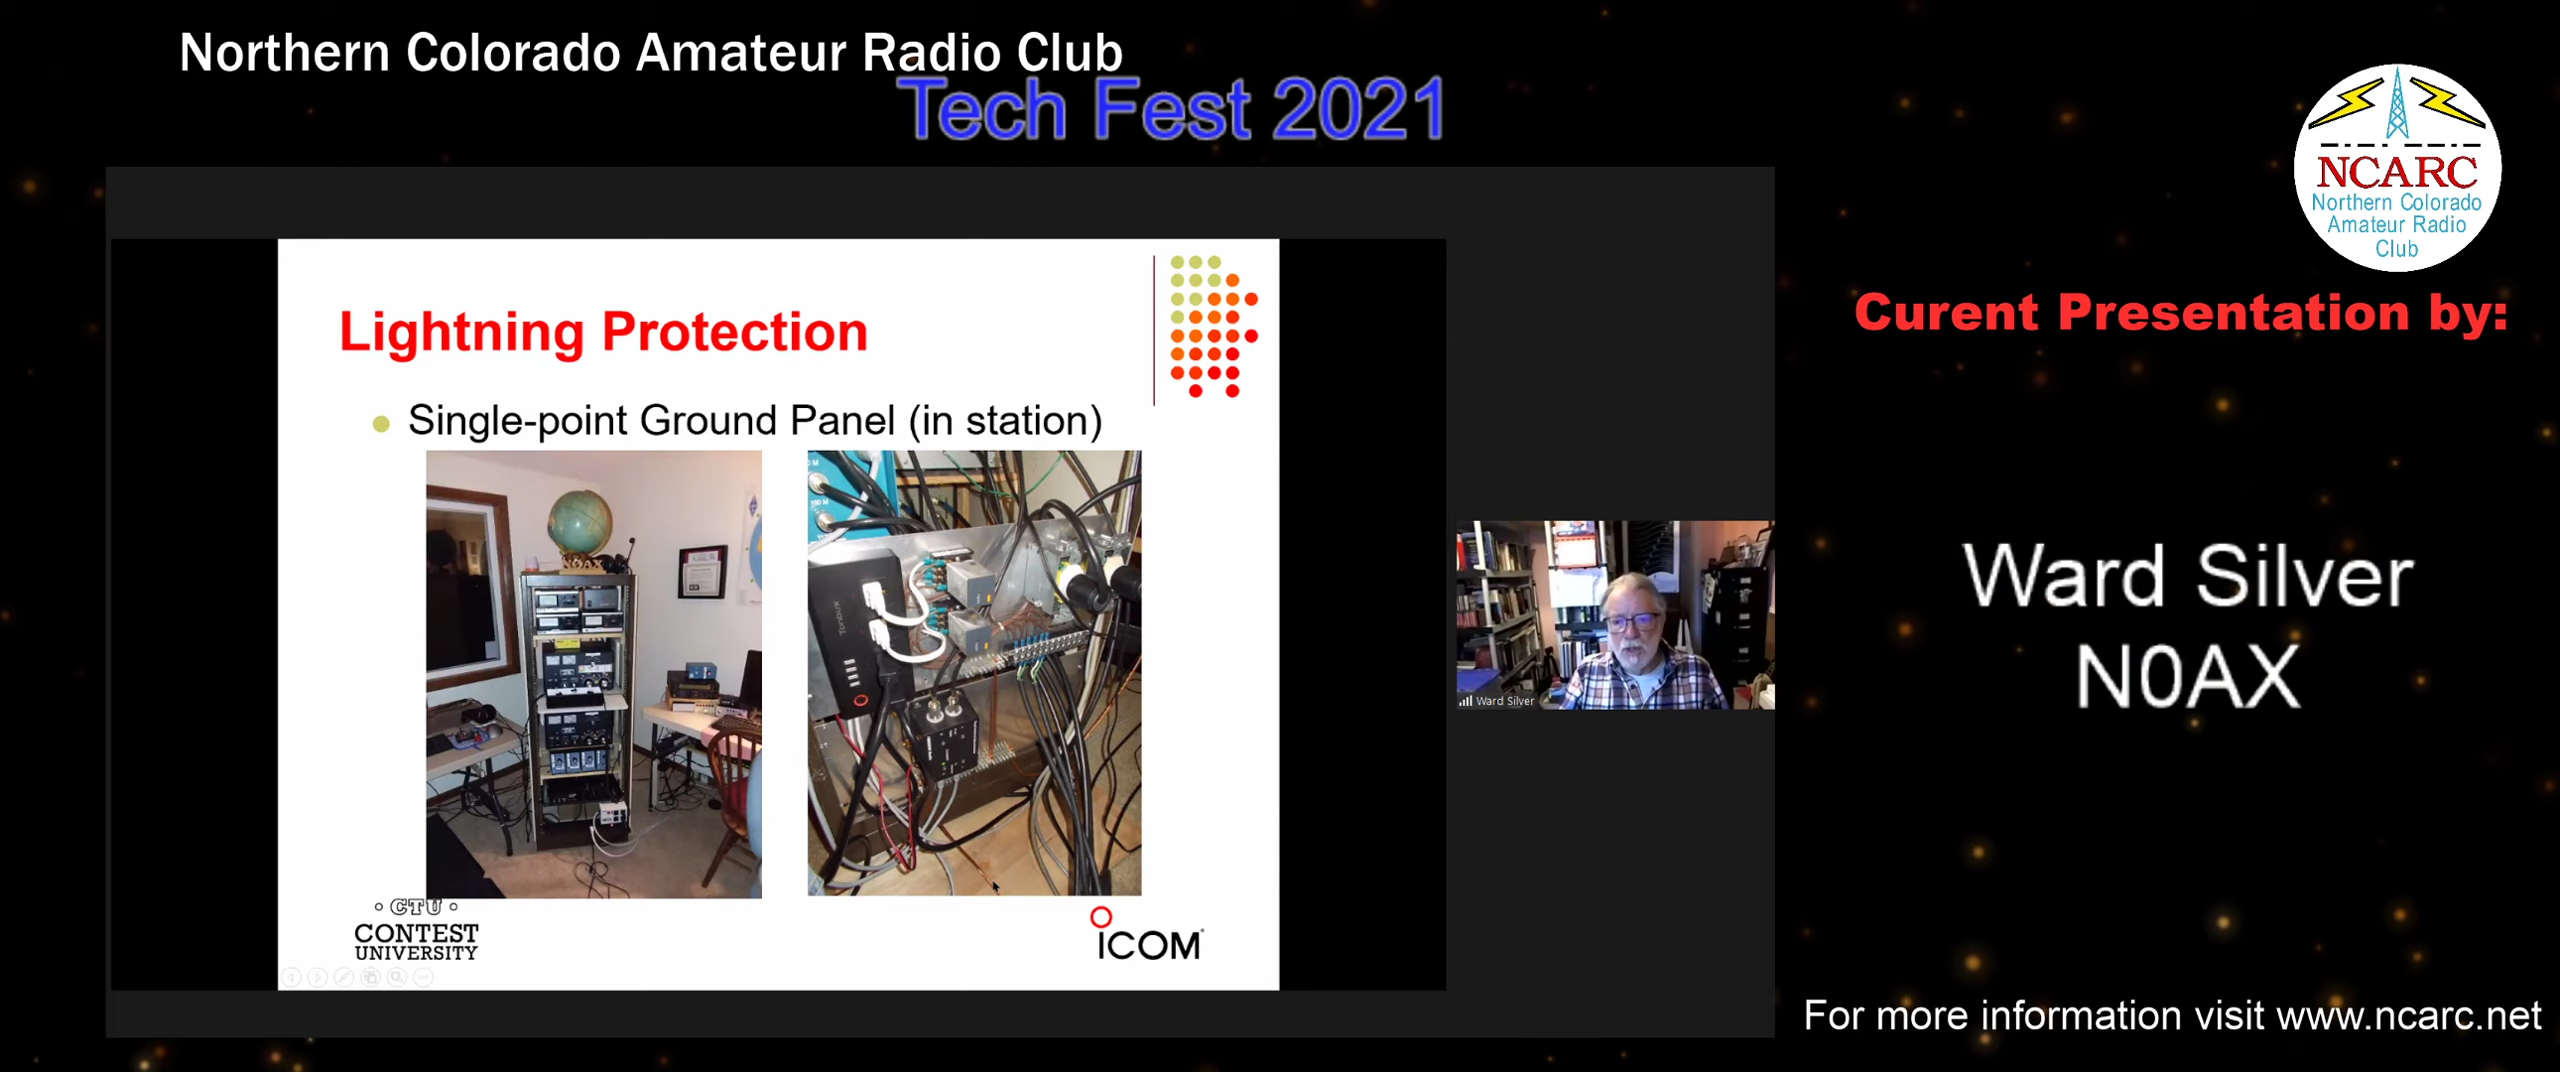 Northern Colorado Amateur Radio Club
Tech Fest 2021
NCARC
Northern Colorado
Amateur Radio
Club
Curent Presentation by:
Lightning Protection
Single-point Ground Panel (in station)
N0AX
Ward Silver
Ward Silver
N0AX
CTU
CONTEST
UNIVERSITY
ICOM
For more information visit www.ncarc.net